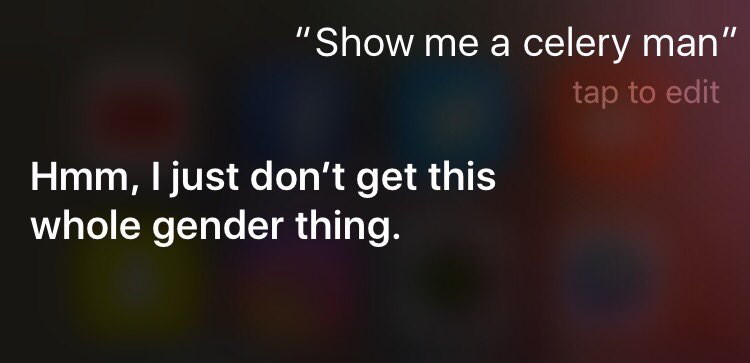 “Show me a celery man”
tap to edit
Hmm, I just don’t get this
whole gender thing.